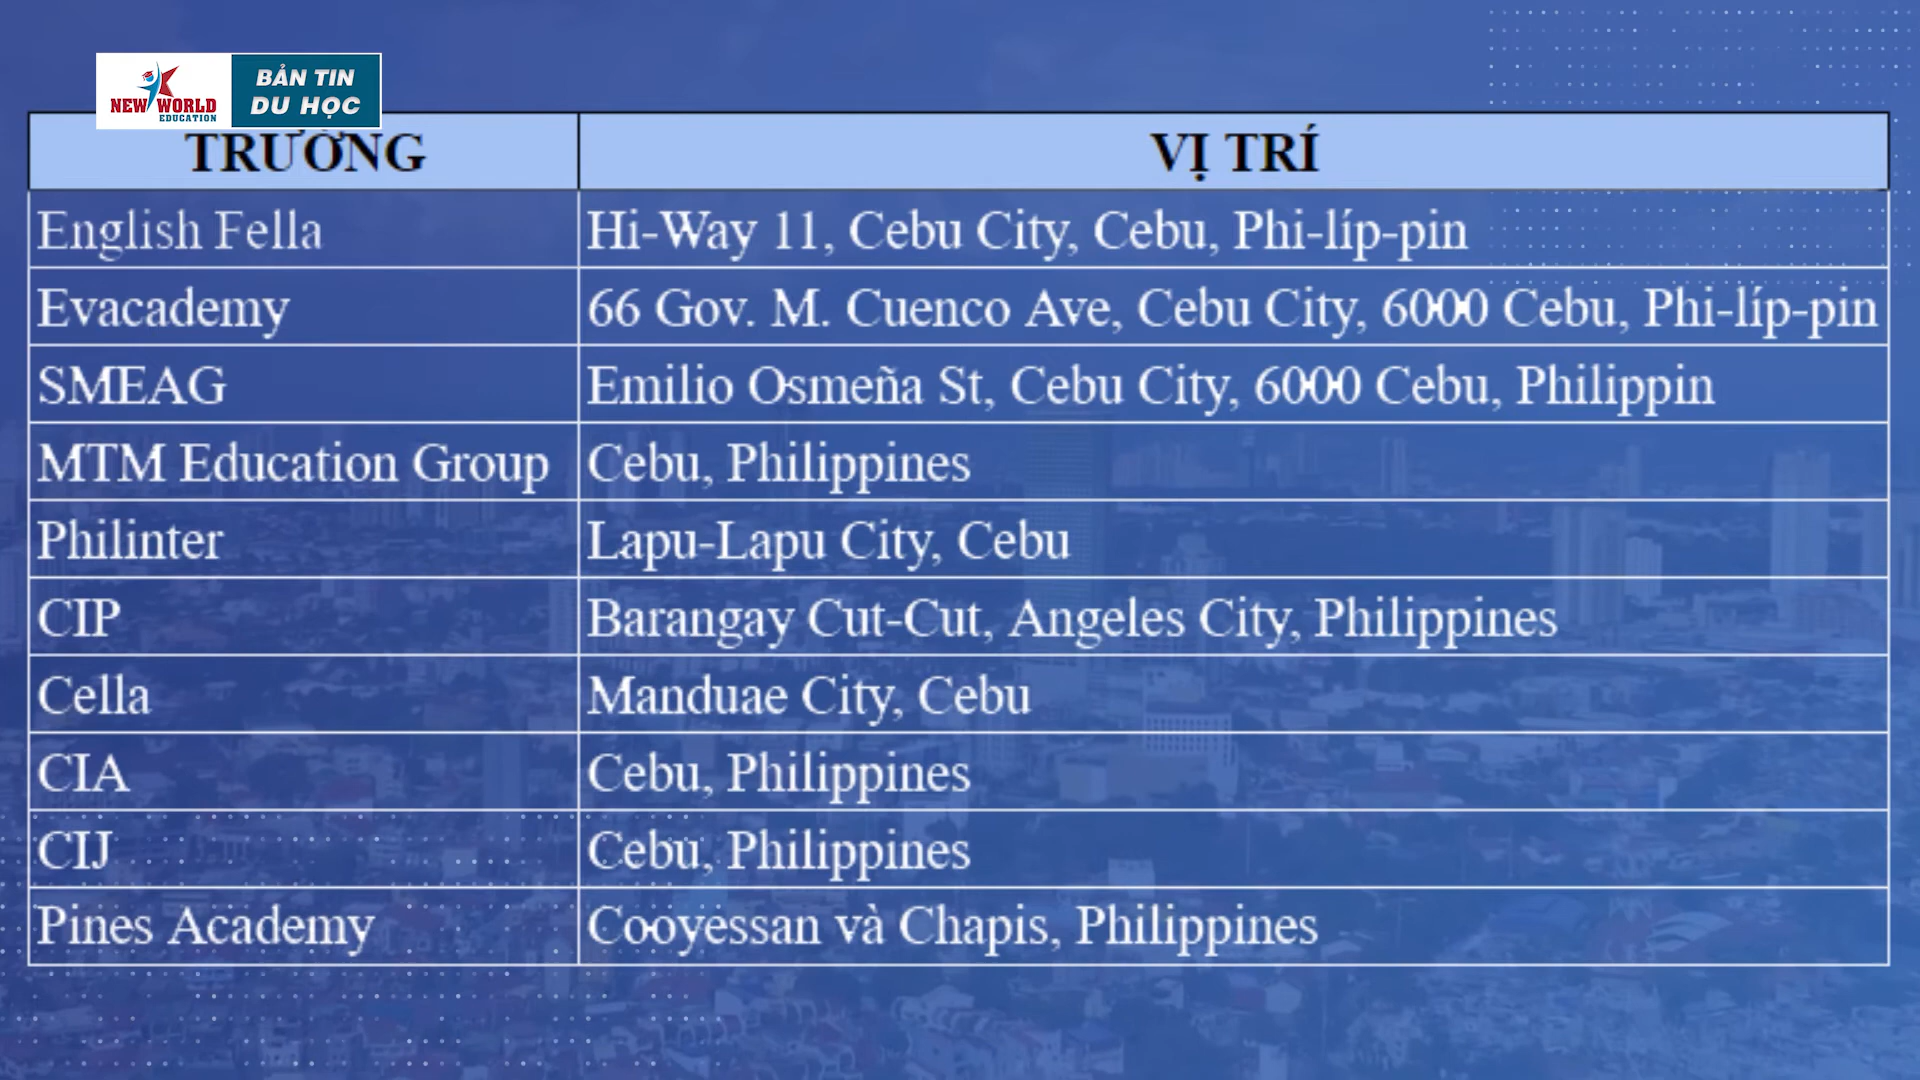 NEW WORLD
EDUCATION
BẢN TIN
DU HỌC
TRƯỜNG VỊ TRÍ
English Fella Hi-Way 11, Cebu City, Cebu, Phi-líp-pin
Evacademy 66 Gov. M. Cuenco Ave, Cebu City, 6000 Cebu, Phi-líp-pin
SMEAG Emilio Osmeña St, Cebu City, 6000 Cebu, Philippin
MTM Education Group Cebu, Philippines
Philinter Lapu-Lapu City, Cebu
CIP Barangay Cut-Cut, Angeles City, Philippines
Cella Manduae City, Cebu
CIA Cebu, Philippines
CIJ Cebu, Philippines
Pines Academy Cooyessan và Chapis, Philippines